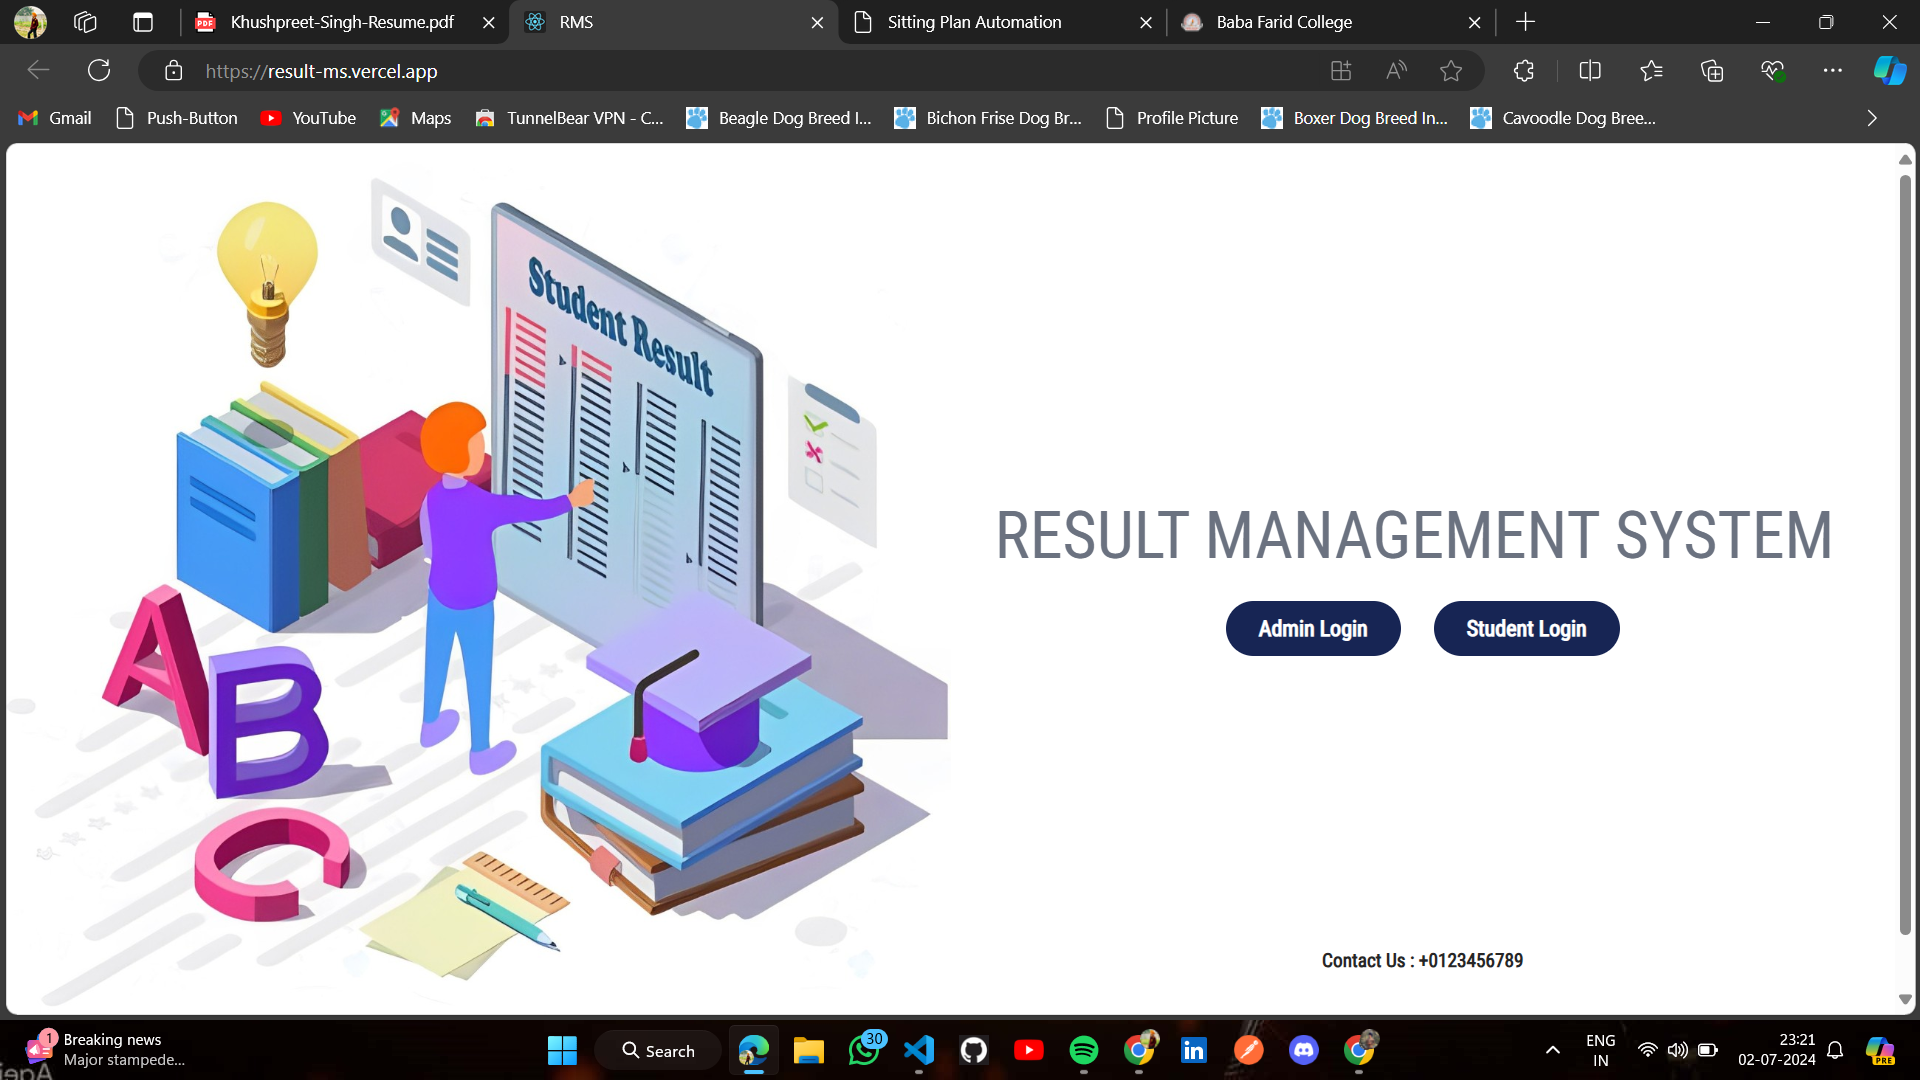 Khushpreet-Singh-Resume.pdf
RMS
Sitting Plan Automation
Baba Farid College
https://result-ms.vercel.app
Gmail
Push-Button
YouTube
Maps
TunnelBear VPN - C...
Beagle Dog Breed I...
Bichon Frise Dog Br...
Profile Picture
Boxer Dog Breed In...
Cavoodle Dog Bree...
Student Result
A
B
C
RESULT MANAGEMENT SYSTEM
Admin Login
Student Login
Contact Us : +0123456789
1
Breaking news
Major stampede...
Search
30
ENG
IN
23:21
02-07-2024
PRE